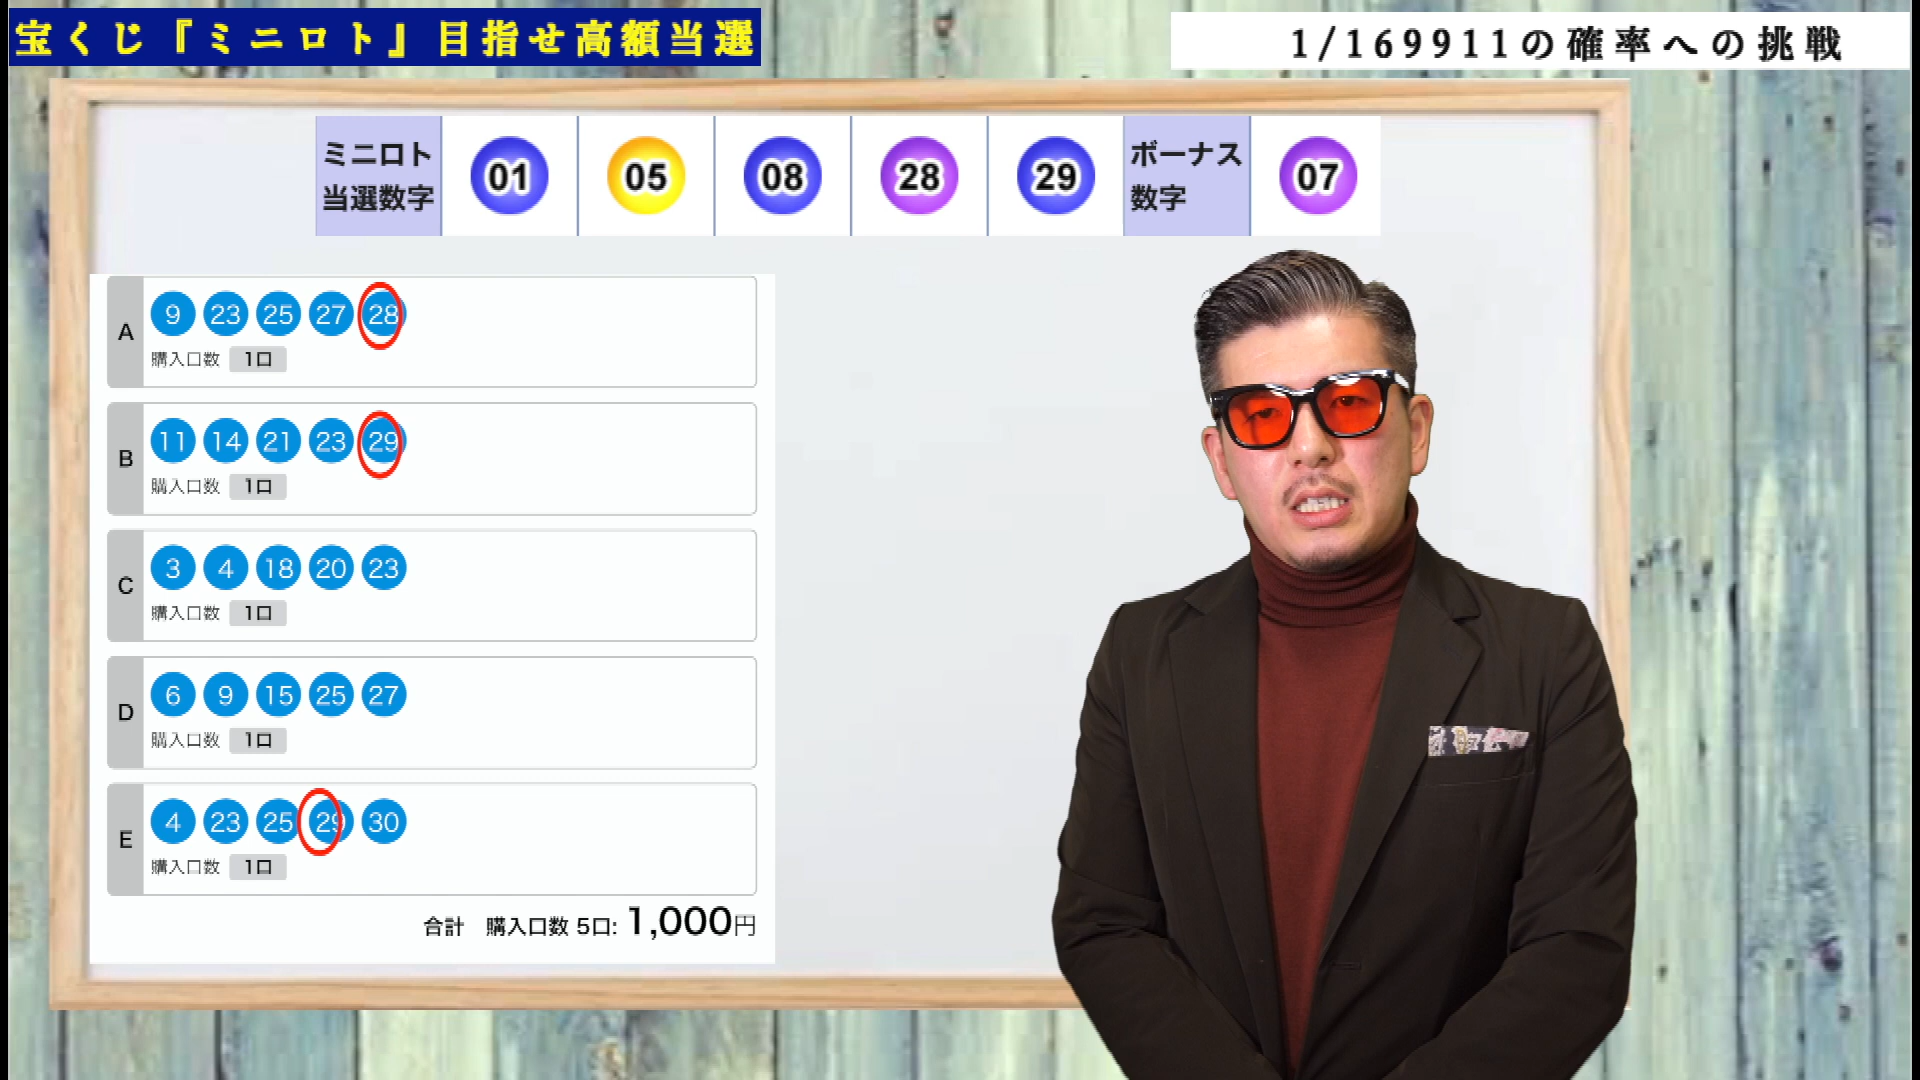 宝くじ『ミニロト』目指せ高額当選
1/169911の確率への挑戦
ミニロト
当選数字
01 05 08 28 29
ボーナス
数字
07
A
9 23 25 27 28
購入口数 1口
B
11 14 21 23 29
購入口数 1口
C
3 4 18 20 23
購入口数 1口
D
6 9 15 25 27
購入口数 1口
E
4 23 25 29 30
購入口数 1口
合計 購入口数 5口: 1,000円